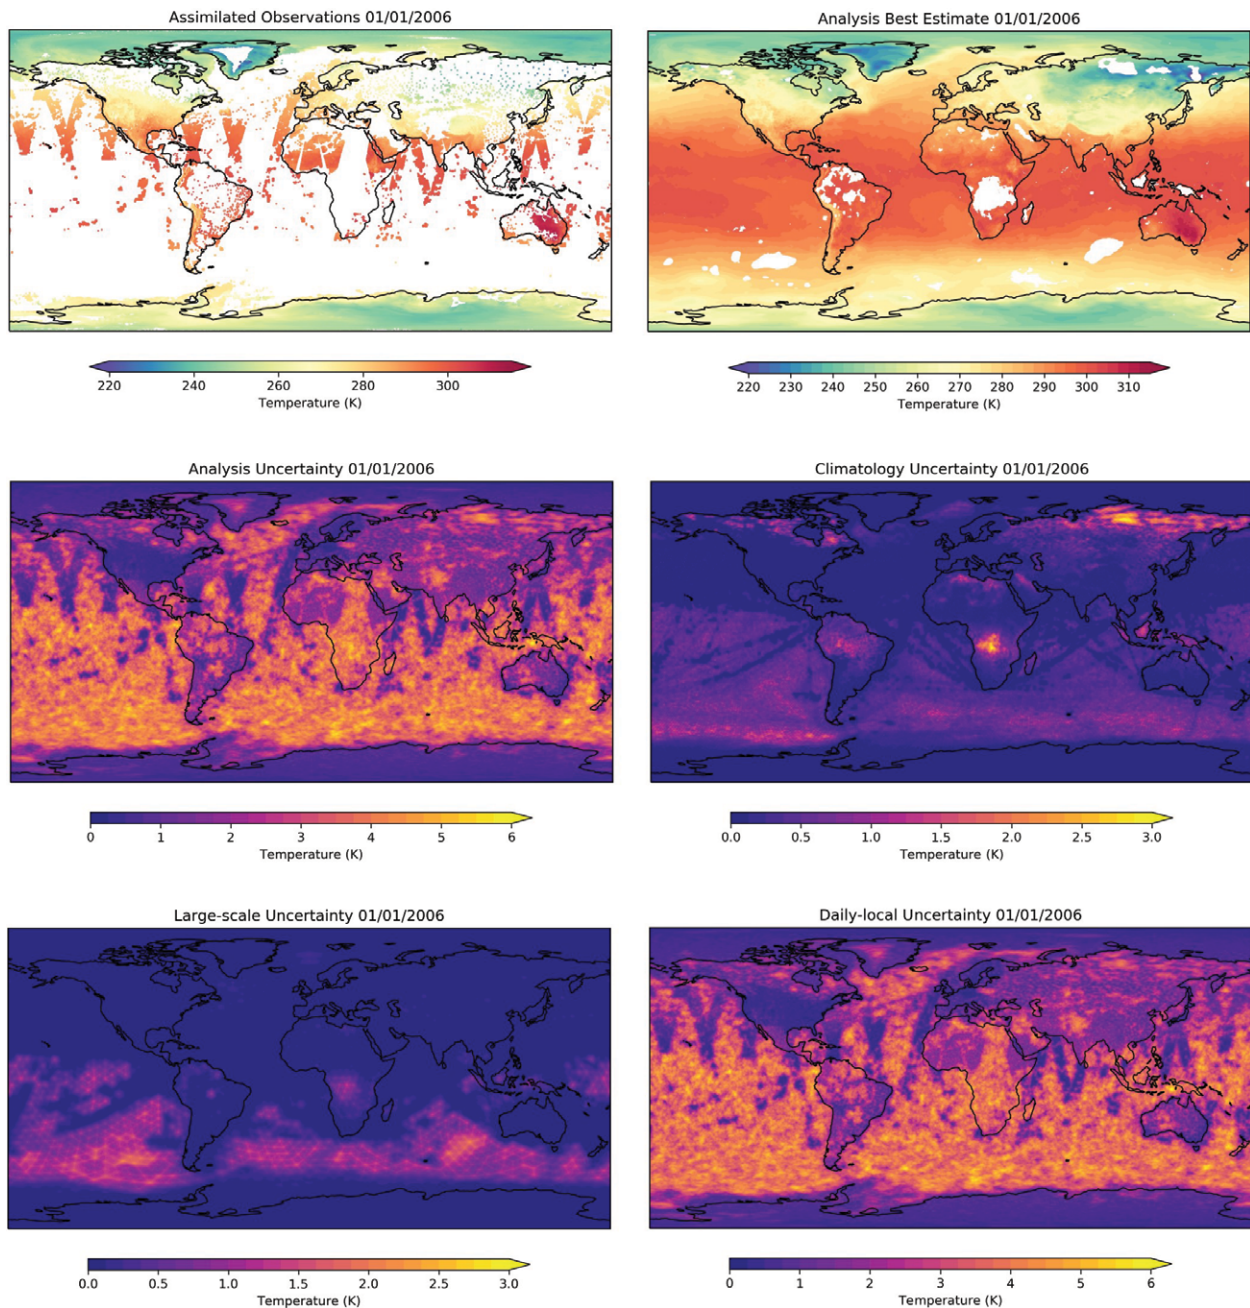 Assimilated Observations 01/01/2006
Analysis Best Estimate 01/01/2006
220 240 260 280 300
Temperature (K)
220 230 240 250 260 270 280 290 300 310
Temperature (K)
Analysis Uncertainty 01/01/2006
Climatology Uncertainty 01/01/2006
0 1 2 3 4 5 6
Temperature (K)
0.0 0.5 1.0 1.5 2.0 2.5 3.0
Temperature (K)
Large-scale Uncertainty 01/01/2006
Daily-local Uncertainty 01/01/2006
0.0 0.5 1.0 1.5 2.0 2.5 3.0
Temperature (K)
0 1 2 3 4 5 6
Temperature (K)